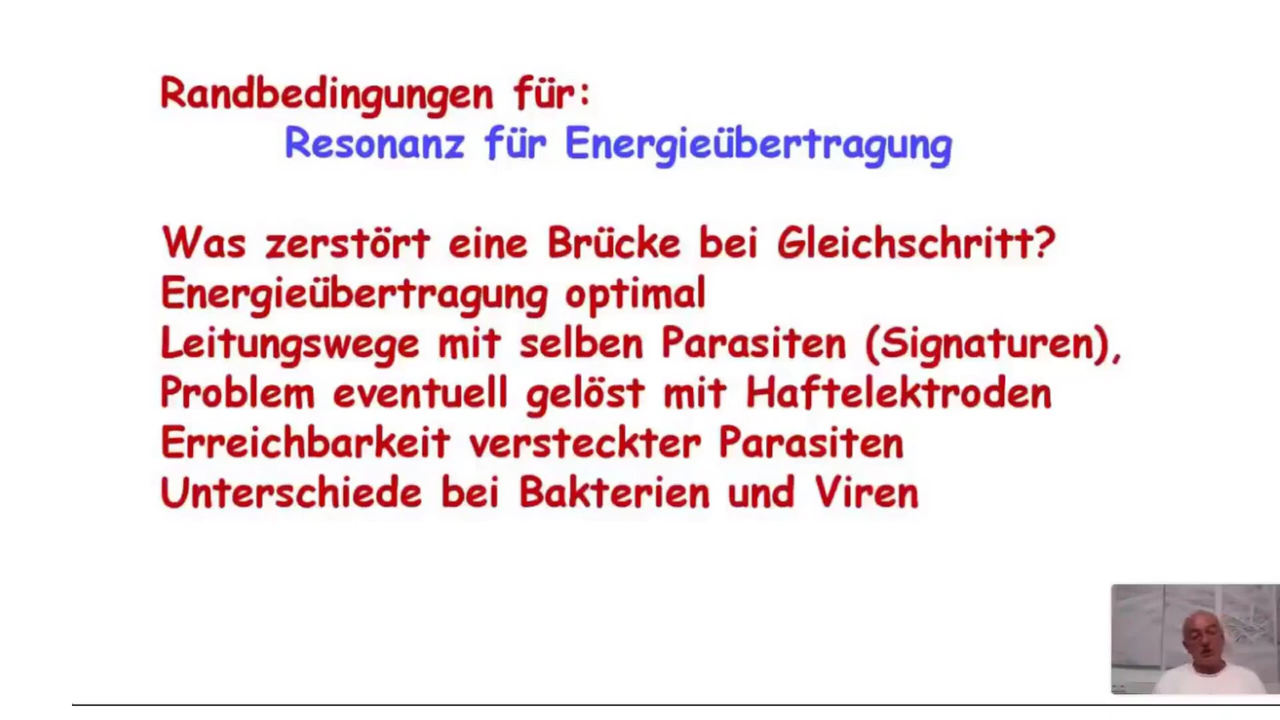 Randbedingungen für:
Resonanz für Energieübertragung
Was zerstört eine Brücke bei Gleichschritt?
Energieübertragung optimal
Leitungswege mit selben Parasiten (Signaturen),
Problem eventuell gelöst mit Haftelektroden
Erreichbarkeit versteckter Parasiten
Unterschiede bei Bakterien und Viren